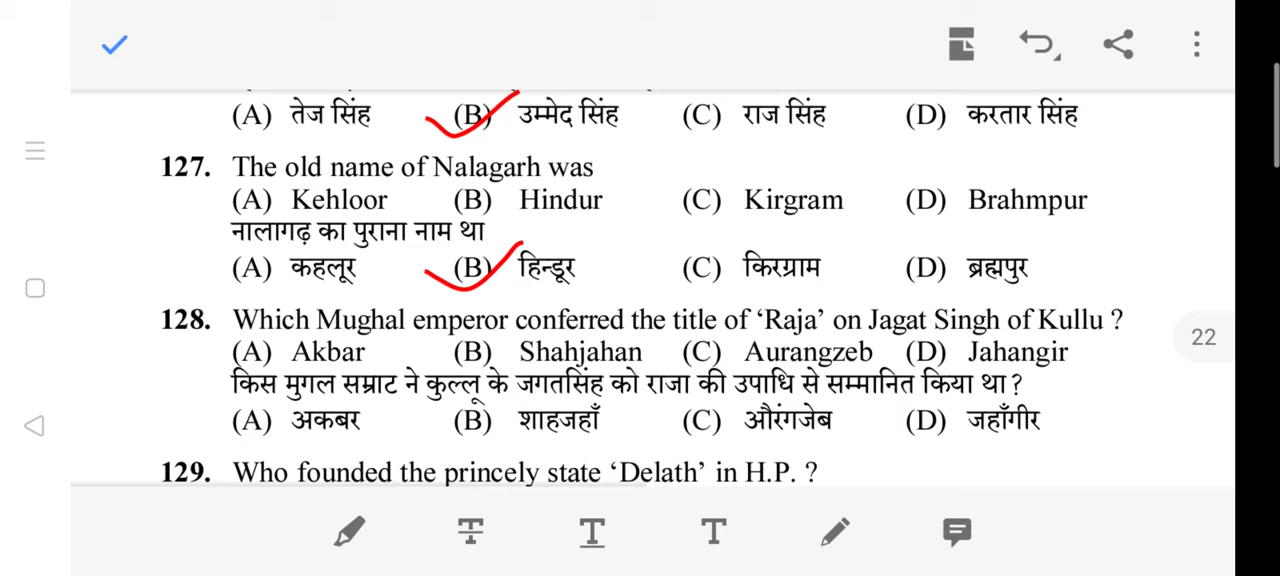 (A) तेज सिंह (B) उम्मेद सिंह (C) राज सिंह (D) करतार सिंह
127. The old name of Nalagarh was
(A) Kehloor (B) Hindur (C) Kirgram (D) Brahmpur
नालागढ़ का पुराना नाम था
(A) कहलूर (B) हिन्डूर (C) किरग्राम (D) ब्रह्मपुर
128. Which Mughal emperor conferred the title of ‘Raja’ on Jagat Singh of Kullu ?
22
(A) Akbar (B) Shahjahan (C) Aurangzeb (D) Jahangir
किस मुगल सम्राट ने कुल्लू के जगतसिंह को राजा की उपाधि से सम्मानित किया था ?
(A) अकबर (B) शाहजहाँ (C) औरंगजेब (D) जहाँगीर
129. Who founded the princely state ‘Delath’ in H.P. ?
T T T